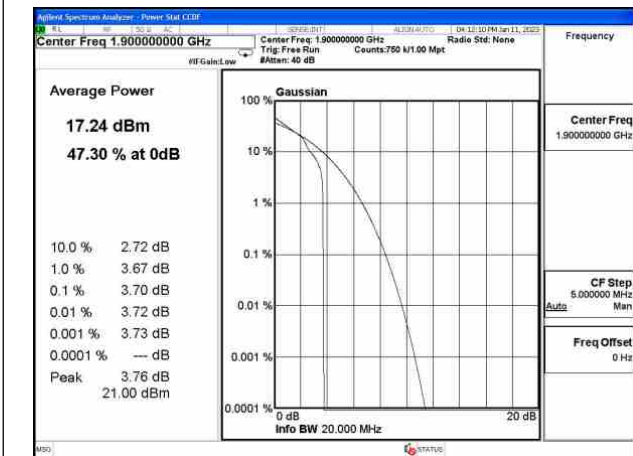 Agilent Spectrum Analyzer - Power Stat CCDF
RL 50 Ω AC SENSE:INT ALIGN AUTO 04:12:10 PM Jan 11, 2023
Center Freq 1.900000000 GHz
Center Freq: 1.900000000 GHz Radio Std: None
Trig: Free Run Counts:750 k/1.00 Mpt
#IFGain:Low #Atten: 40 dB
Frequency
Average Power
17.24 dBm
47.30 % at 0dB
10.0 % 2.72 dB
1.0 % 3.67 dB
0.1 % 3.70 dB
0.01 % 3.72 dB
0.001 % 3.73 dB
0.0001 % --- dB
Peak 3.76 dB
21.00 dBm
Gaussian
100 %
10 %
1 %
0.1 %
0.01 %
0.001 %
0.0001 %
0 dB 20 dB
Info BW 20.000 MHz
Center Freq
1.900000000 GHz
CF Step
5.000000 MHz
Auto Man
Freq Offset
0 Hz
MSG STATUS